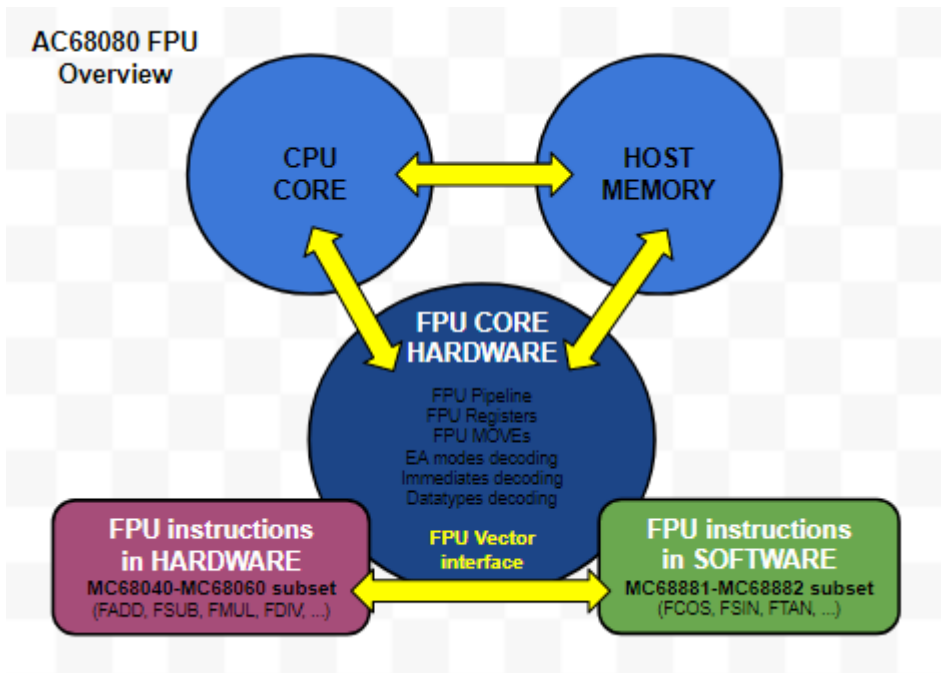 AC68080 FPU
Overview
CPU
CORE
HOST
MEMORY
FPU CORE
HARDWARE
FPU Pipeline
FPU Registers
FPU MOVEs
EA modes decoding
Immediates decoding
Datatypes decoding
FPU Vector
interface
FPU instructions
in HARDWARE
MC68040-MC68060 subset
(FADD, FSUB, FMUL, FDIV, ...)
FPU instructions
in SOFTWARE
MC68881-MC68882 subset
(FCOS, FSIN, FTAN, ...)